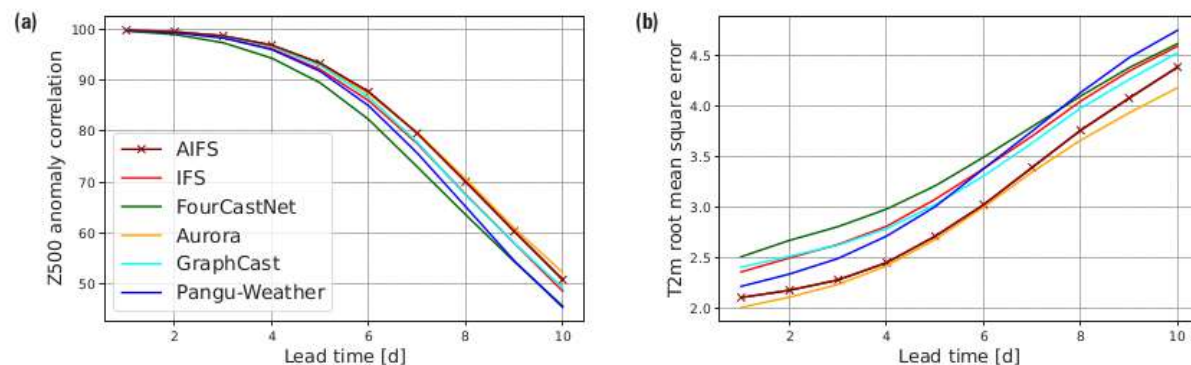 (a)
100
90
80
70
60
50
Z500 anomaly correlation
AIFS
IFS
FourCastNet
Aurora
GraphCast
Pangu-Weather
2 4 6 8 10
Lead time [d]
(b)
4.5
4.0
3.5
3.0
2.5
2.0
T2m root mean square error
2 4 6 8 10
Lead time [d]